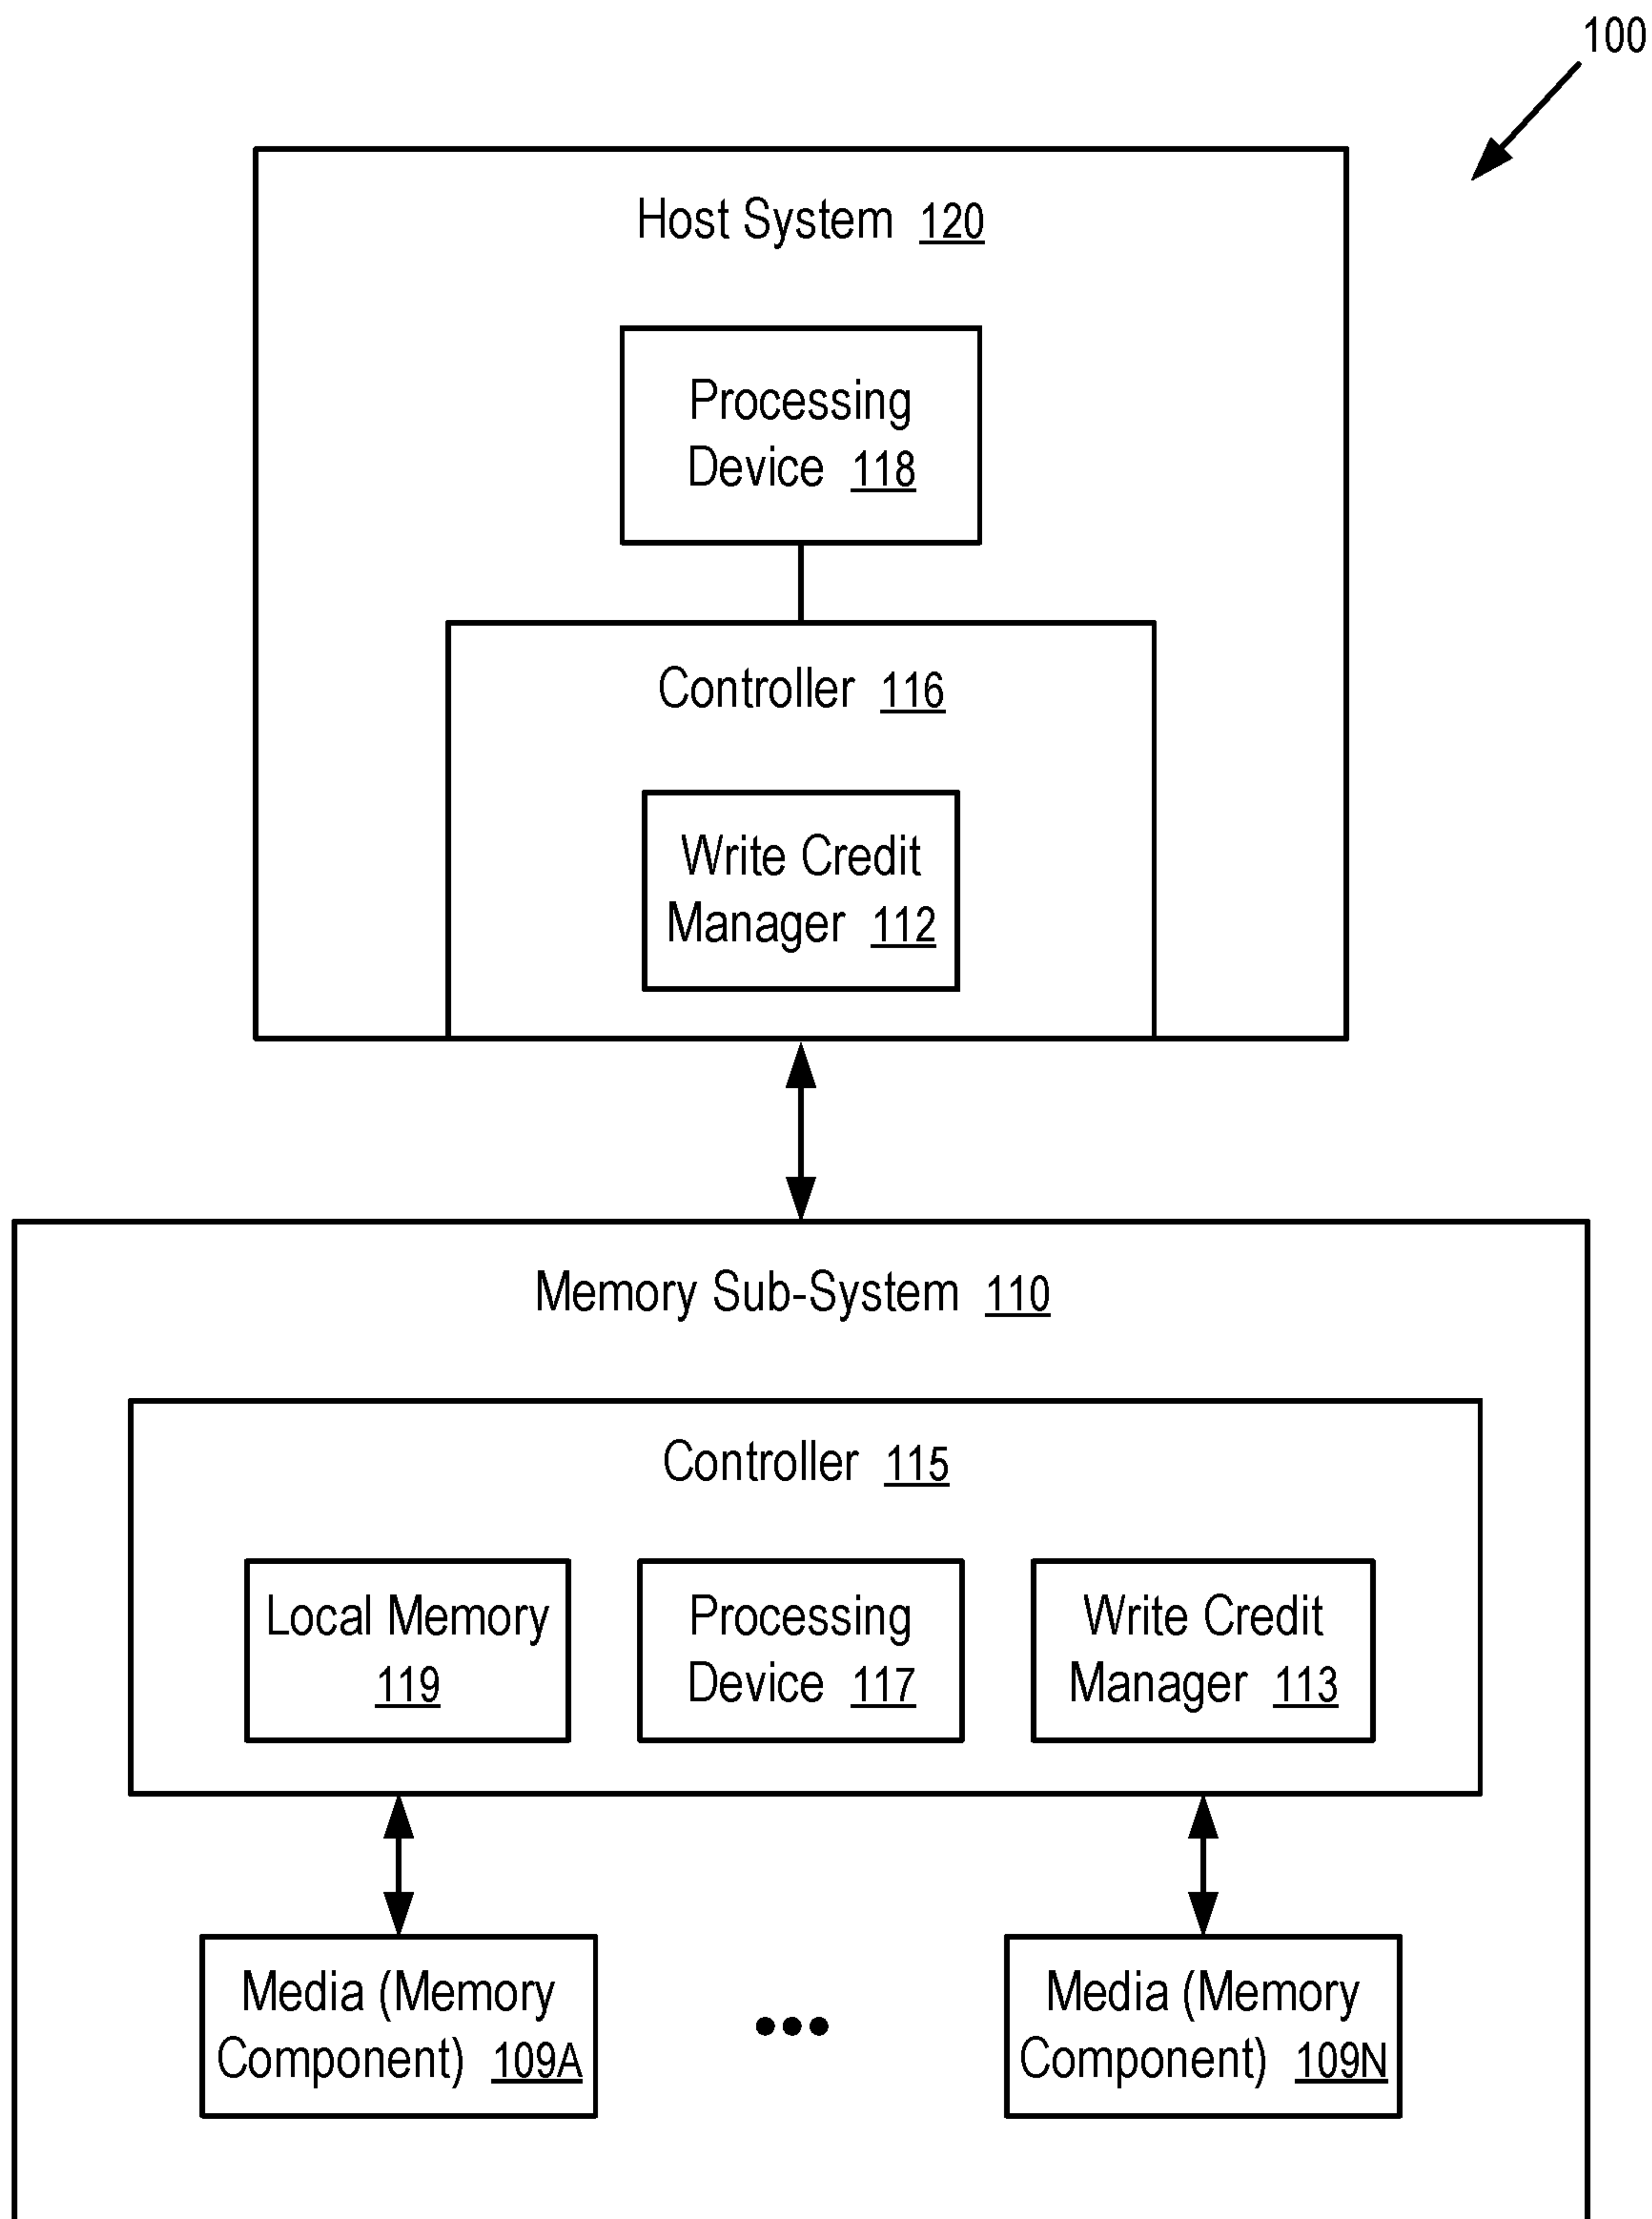 100
Host System 120
Processing
Device 118
Controller 116
Write Credit
Manager 112
Memory Sub-System 110
Controller 115
Local Memory
119
Processing
Device 117
Write Credit
Manager 113
Media (Memory
Component) 109A
•••
Media (Memory
Component) 109N